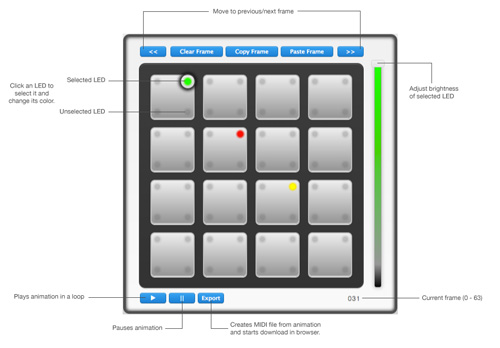 Move to previous/next frame
<< Clear Frame Copy Frame Paste Frame >>
Selected LED
Click an LED to
select it and
change its color.
Adjust brightness
of selected LED
Unselected LED
Plays animation in a loop
Export
031
Current frame (0 - 63)
Pauses animation
Creates MIDI file from animation
and starts download in browser.